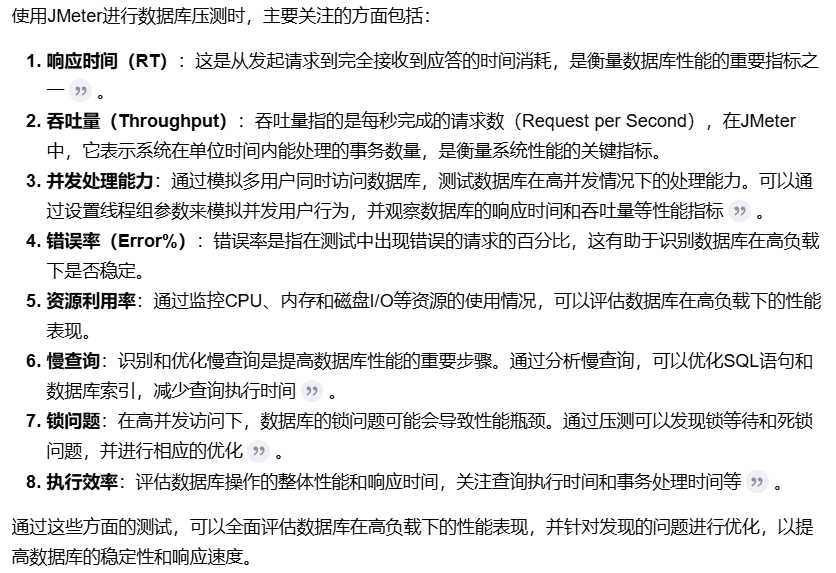 使用JMeter进行数据库压测时，主要关注的方面包括：
1. 响应时间（RT）：这是从发起请求到完全接收到应答的时间消耗，是衡量数据库性能的重要指标之
一 。
2. 吞吐量（Throughput）：吞吐量指的是每秒完成的请求数（Request per Second），在JMeter
中，它表示系统在单位时间内能处理的事务数量，是衡量系统性能的关键指标。
3. 并发处理能力：通过模拟多用户同时访问数据库，测试数据库在高并发情况下的处理能力。可以通
过设置线程组参数来模拟并发用户行为，并观察数据库的响应时间和吞吐量等性能指标 。
4. 错误率（Error%）：错误率是指在测试中出现错误的请求的百分比，这有助于识别数据库在高负载
下是否稳定。
5. 资源利用率：通过监控CPU、内存和磁盘I/O等资源的使用情况，可以评估数据库在高负载下的性能
表现。
6. 慢查询：识别和优化慢查询是提高数据库性能的重要步骤。通过分析慢查询，可以优化SQL语句和
数据库索引，减少查询执行时间 。
7. 锁问题：在高并发访问下，数据库的锁问题可能会导致性能瓶颈。通过压测可以发现锁等待和死锁
问题，并进行相应的优化 。
8. 执行效率：评估数据库操作的整体性能和响应时间，关注查询执行时间和事务处理时间等 。
通过这些方面的测试，可以全面评估数据库在高负载下的性能表现，并针对发现的问题进行优化，以提
高数据库的稳定性和响应速度。